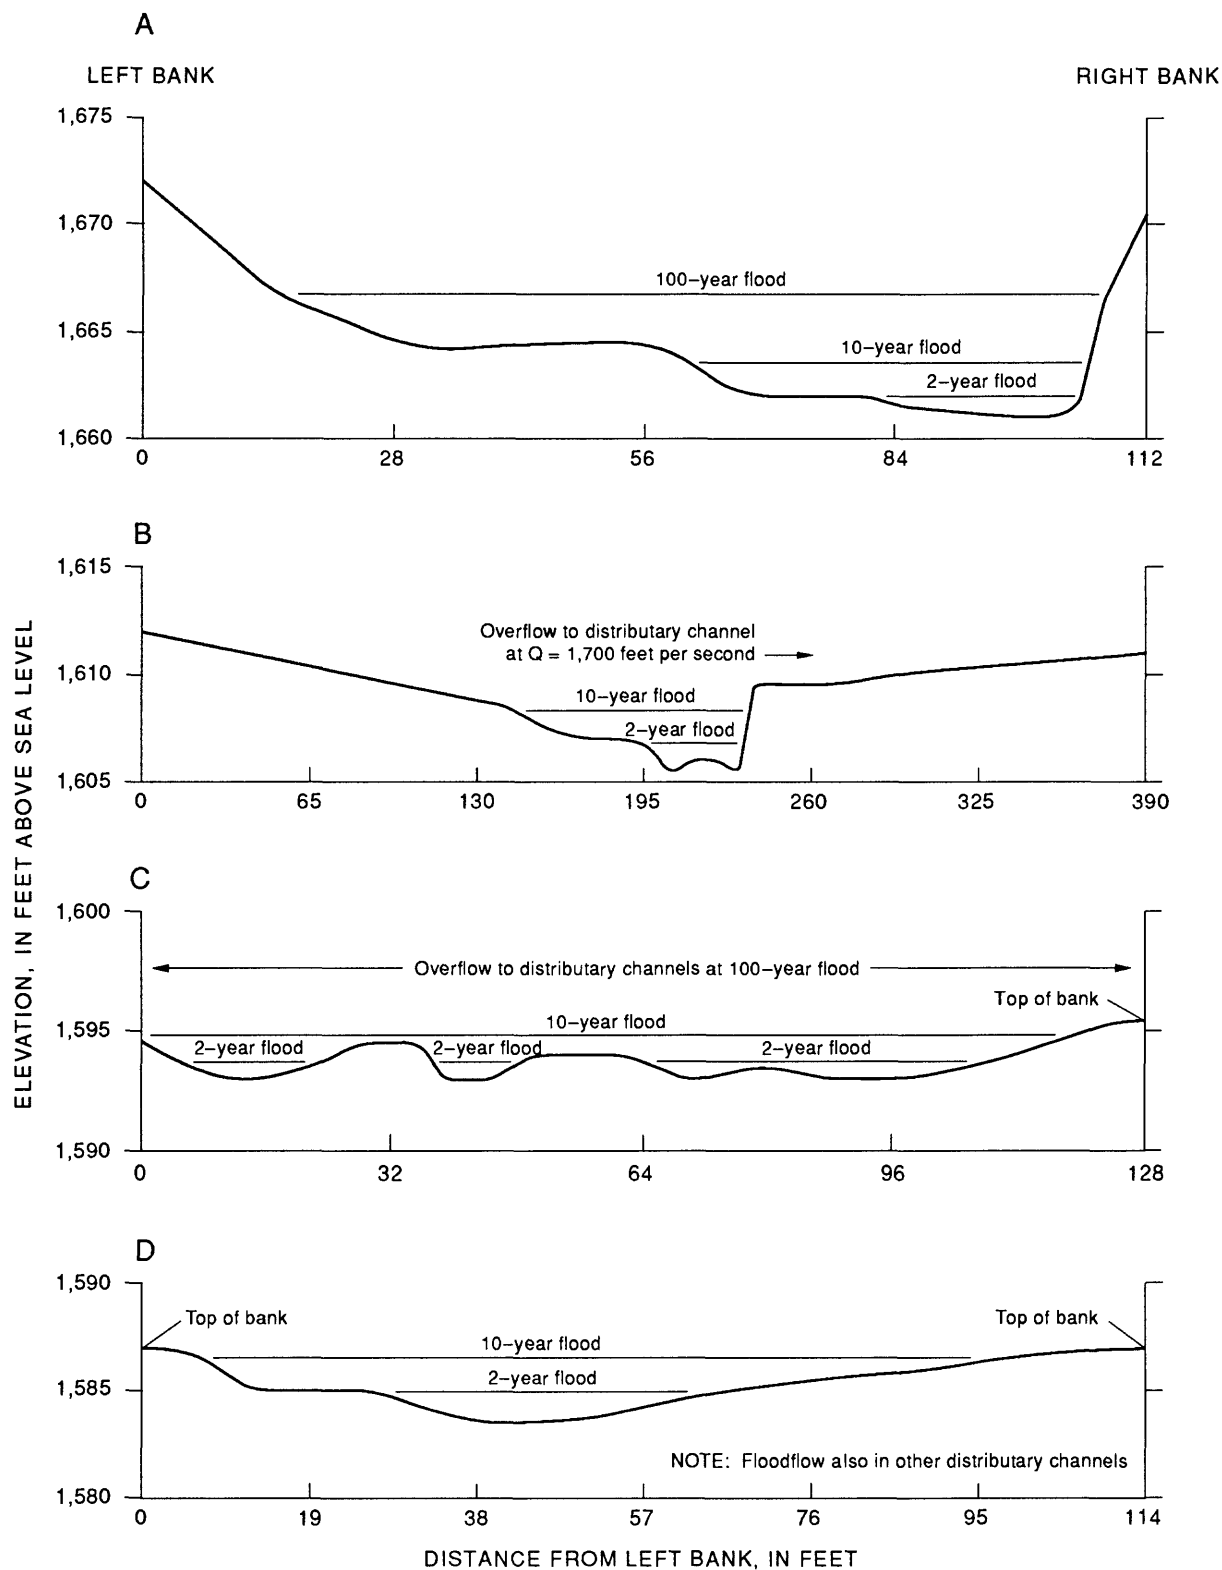 A
LEFT BANK
RIGHT BANK
1,675
1,670
100–year flood
1,665
10–year flood
2–year flood
1,660
0 28 56 84 112
B
1,615
Overflow to distributary channel
at Q = 1,700 feet per second
1,610
10–year flood
2–year flood
1,605
0 65 130 195 260 325 390
C
1,600
Overflow to distributary channels at 100–year flood
Top of bank
1,595
10–year flood
2–year flood 2–year flood 2–year flood
1,590
0 32 64 96 128
D
1,590
Top of bank
Top of bank
10–year flood
1,585
2–year flood
NOTE: Floodflow also in other distributary channels
1,580
0 19 38 57 76 95 114
DISTANCE FROM LEFT BANK, IN FEET
ELEVATION, IN FEET ABOVE SEA LEVEL